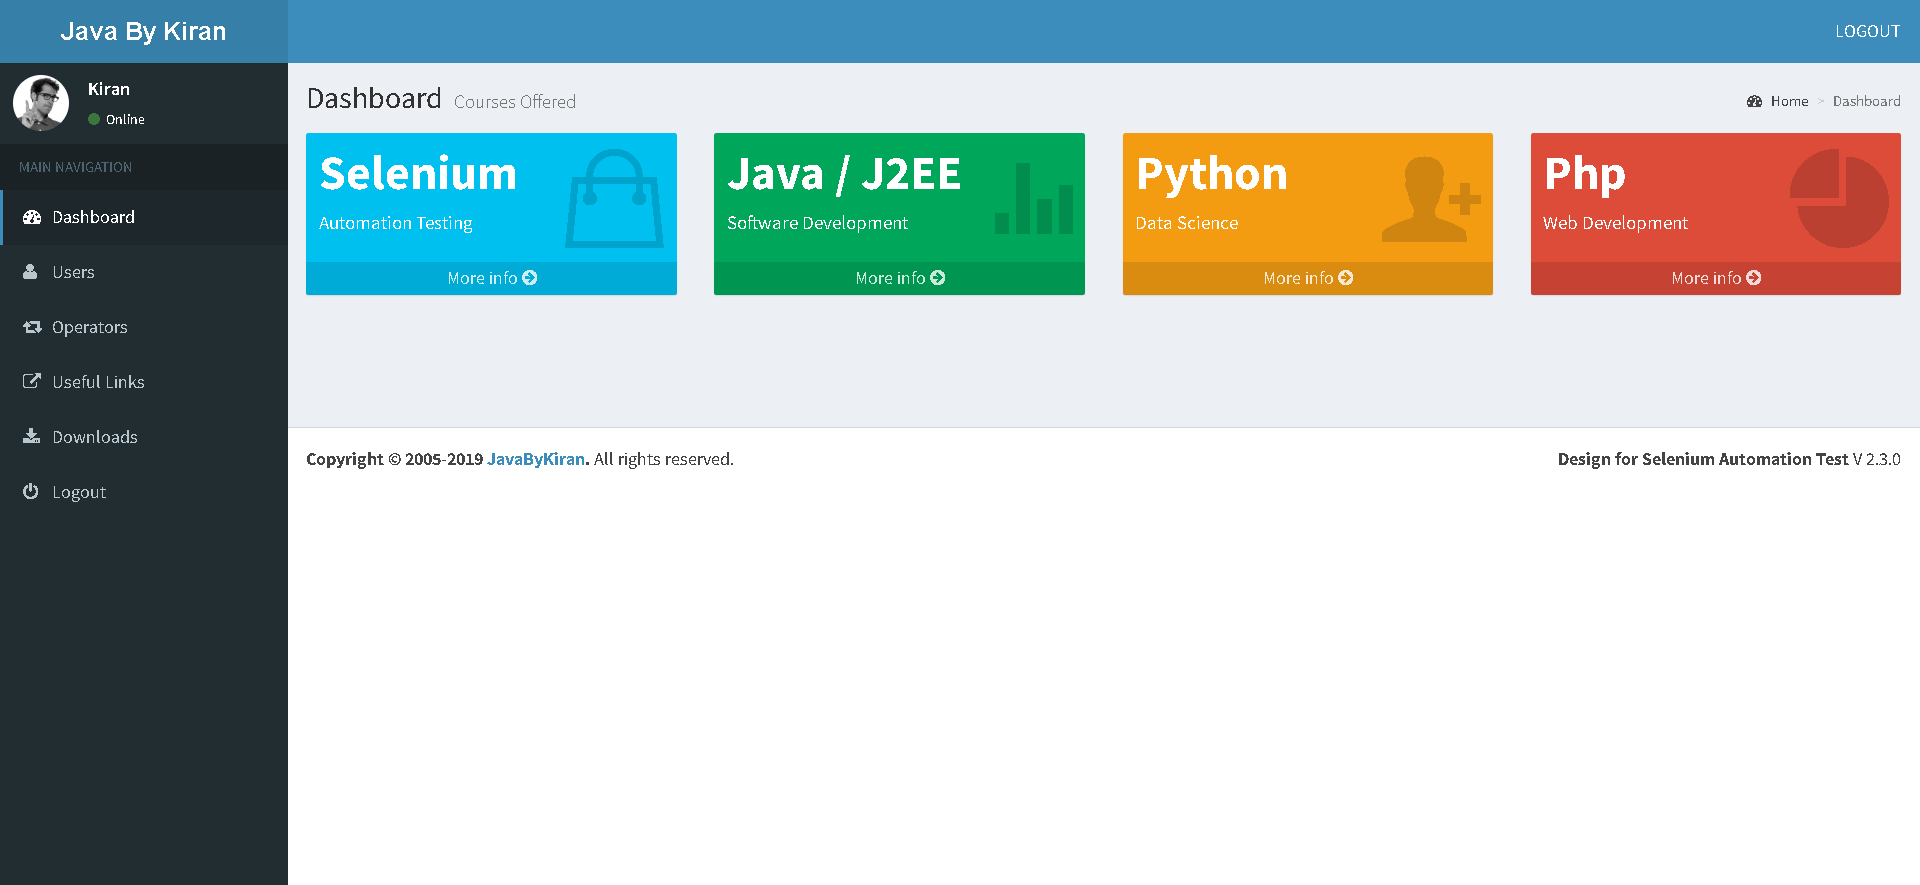 Java By Kiran
LOGOUT
Kiran
Online
MAIN NAVIGATION
Dashboard
Users
Operators
Useful Links
Downloads
Logout
Dashboard Courses Offered
Home > Dashboard
Selenium
Automation Testing
More info
Java / J2EE
Software Development
More info
Python
Data Science
More info
Php
Web Development
More info
Copyright © 2005-2019 JavaByKiran. All rights reserved.
Design for Selenium Automation Test V 2.3.0